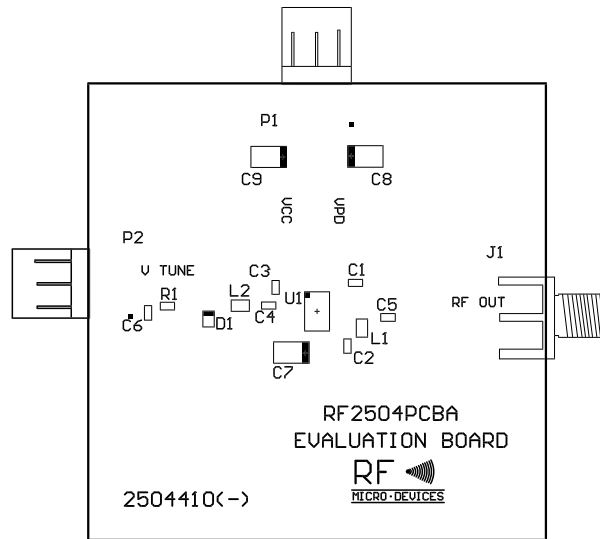 P1
C9
C8
VCC
VPD
P2
J1
V TUNE
C3
C1
R1
L2
U1
RF OUT
C6
D1
C4
C5
L1
C7
C2
RF2504PCBA
EVALUATION BOARD
RF
MICRO·DEVICES
2504410(-)